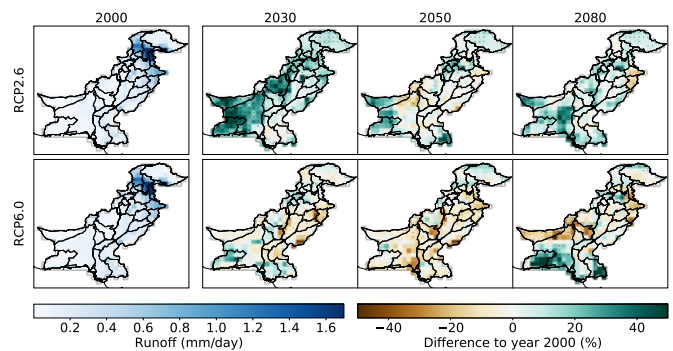 2000 2030 2050 2080
RCP2.6
RCP6.0
0.2 0.4 0.6 0.8 1.0 1.2 1.4 1.6 −40 −20 0 20 40
Runoff (mm/day) Difference to year 2000 (%)